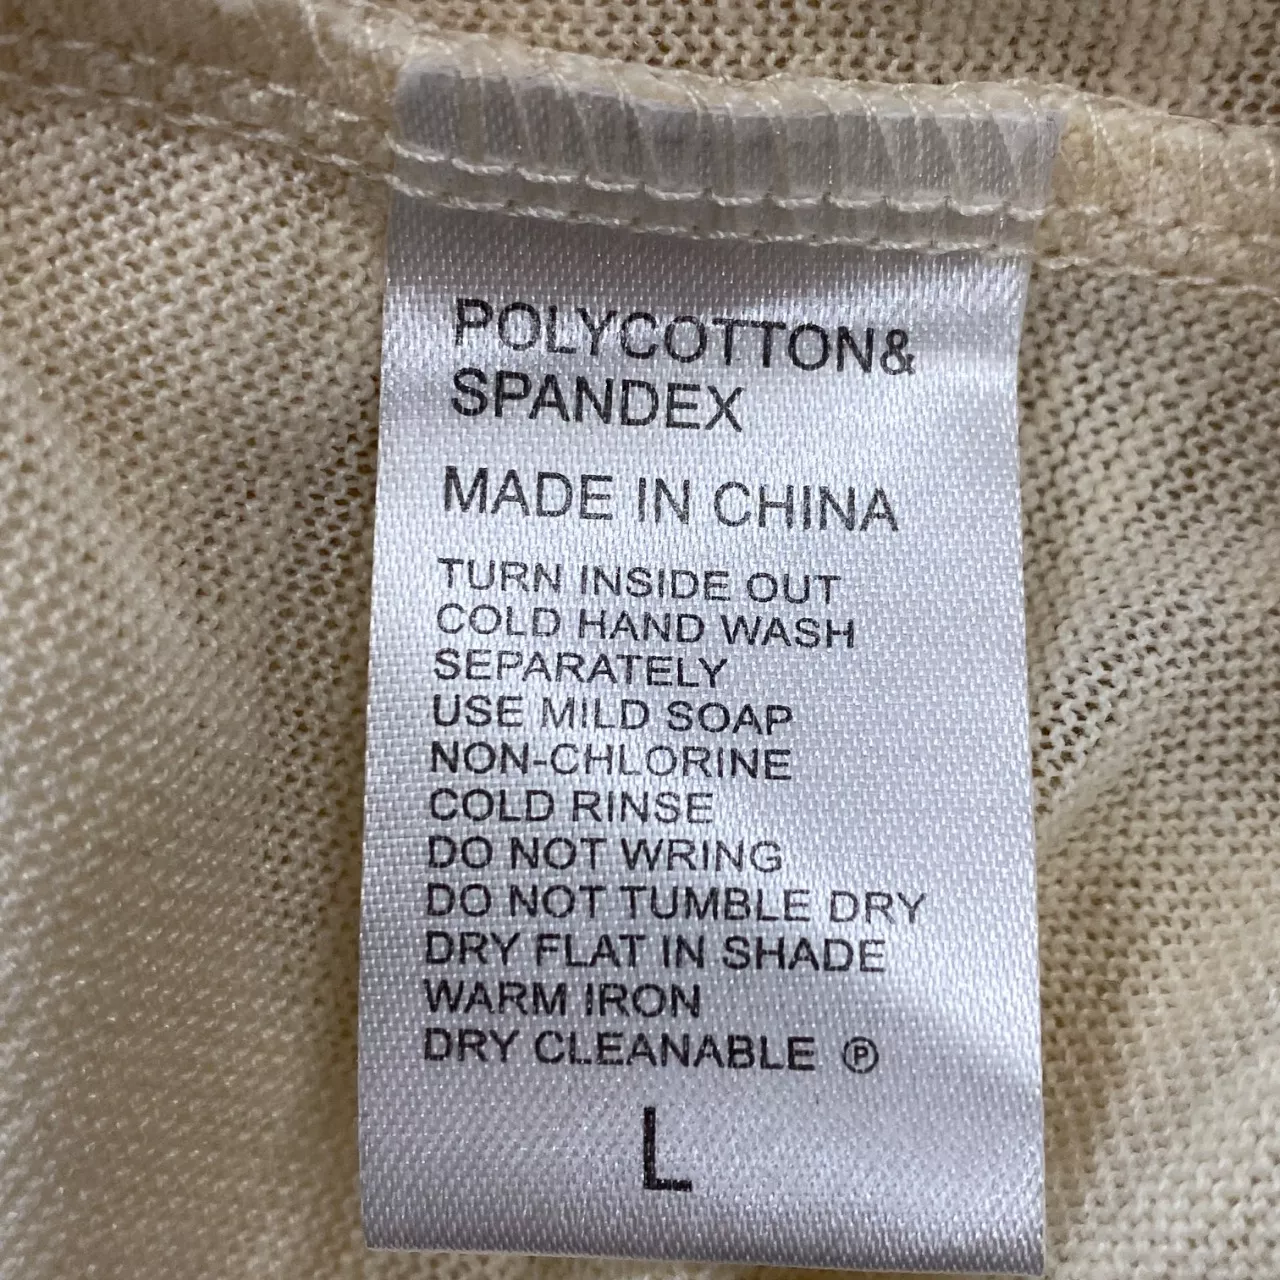 POLYCOTTON&
SPANDEX
MADE IN CHINA
TURN INSIDE OUT
COLD HAND WASH
SEPARATELY
USE MILD SOAP
NON-CHLORINE
COLD RINSE
DO NOT WRING
DO NOT TUMBLE DRY
DRY FLAT IN SHADE
WARM IRON
DRY CLEANABLE Ⓟ
L